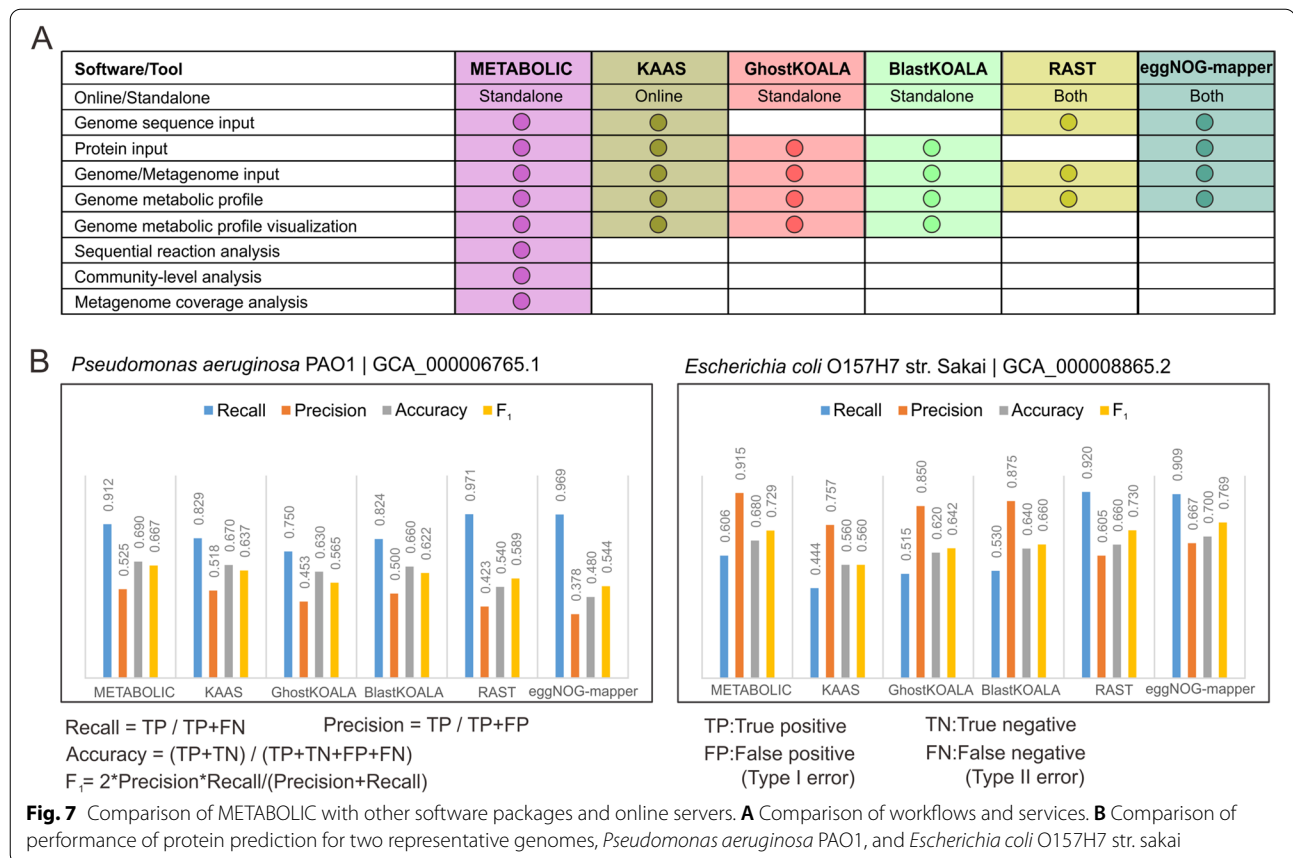 A
Software/Tool METABOLIC KAAS GhostKOALA BlastKOALA RAST eggNOG-mapper
Online/Standalone Standalone Online Standalone Standalone Both Both
Genome sequence input
Protein input
Genome/Metagenome input
Genome metabolic profile
Genome metabolic profile visualization
Sequential reaction analysis
Community-level analysis
Metagenome coverage analysis
B
Pseudomonas aeruginosa PAO1 | GCA_000006765.1
Recall Precision Accuracy F1
0.912 0.525 0.690 0.667 0.829 0.518 0.670 0.637 0.750 0.453 0.630 0.565 0.824 0.500 0.660 0.622 0.971 0.423 0.540 0.589 0.969 0.378 0.480 0.544
METABOLIC KAAS GhostKOALA BlastKOALA RAST eggNOG-mapper
Escherichia coli O157H7 str. Sakai | GCA_000008865.2
Recall Precision Accuracy F1
0.606 0.915 0.680 0.729 0.444 0.757 0.560 0.560 0.515 0.850 0.620 0.642 0.530 0.875 0.640 0.660 0.920 0.605 0.660 0.730 0.909 0.667 0.700 0.769
METABOLIC KAAS GhostKOALA BlastKOALA RAST eggNOG-mapper
Recall = TP / TP+FN Precision = TP / TP+FP
Accuracy = (TP+TN) / (TP+TN+FP+FN)
F1= 2*Precision*Recall/(Precision+Recall)
TP:True positive TN:True negative
FP:False positive FN:False negative
(Type I error) (Type II error)
Fig. 7 Comparison of METABOLIC with other software packages and online servers. A Comparison of workflows and services. B Comparison of
performance of protein prediction for two representative genomes, Pseudomonas aeruginosa PAO1, and Escherichia coli O157H7 str. sakai